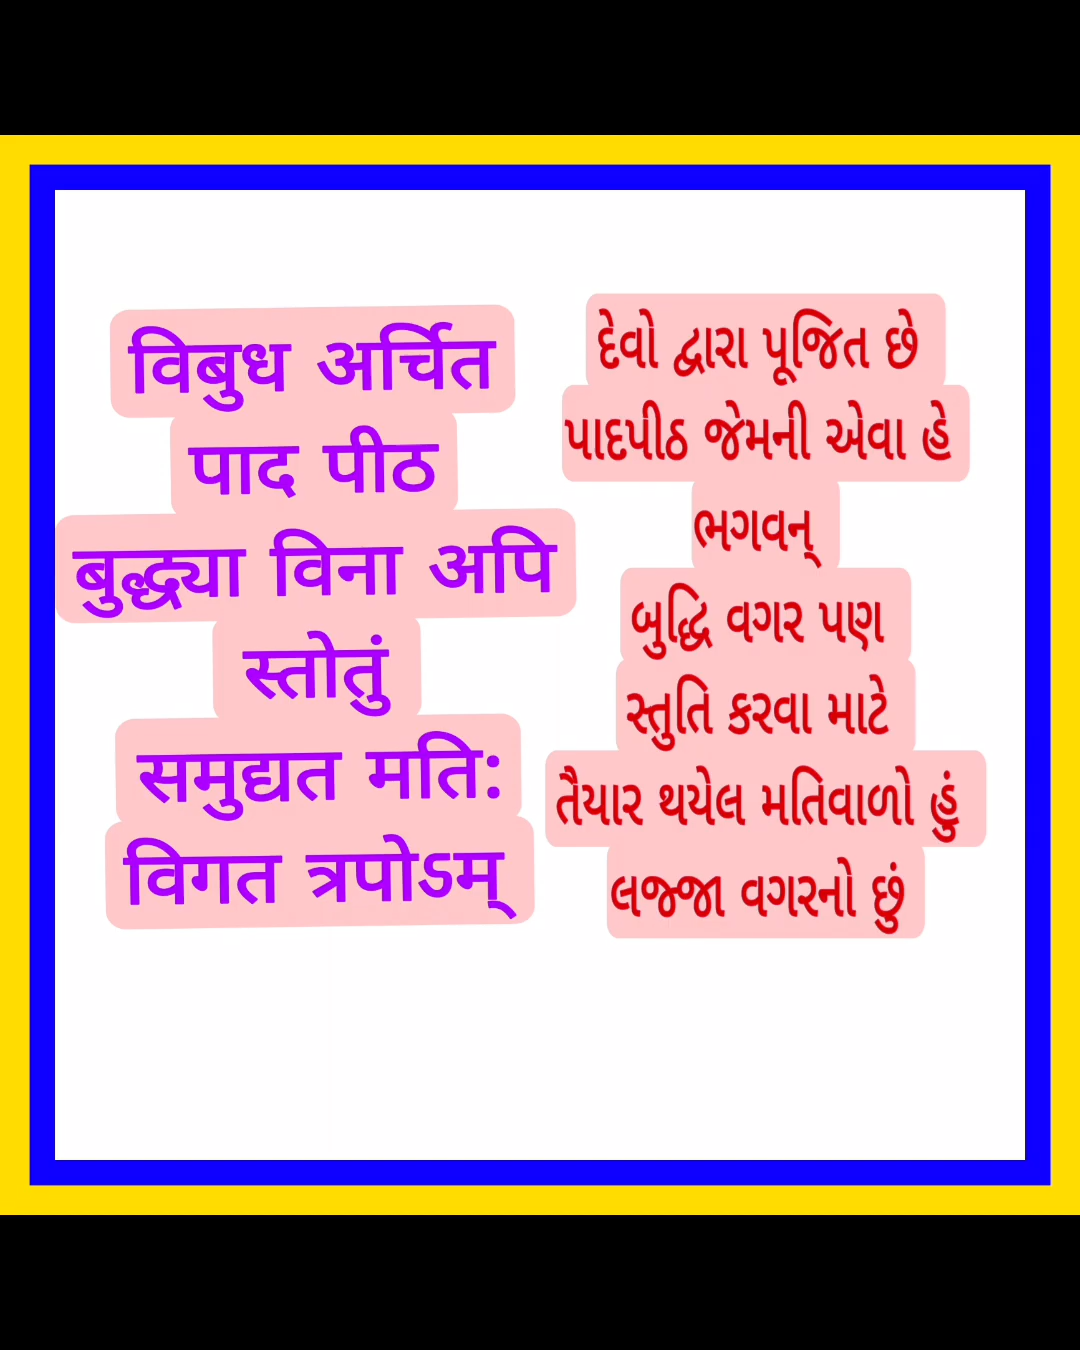 विबुध अर्चित
पाद पीठ
बुद्ध्या विना अपि
स्तोतुं
समुद्यत मति:
विगत त्रपोऽम्
દેવો દ્વારા પૂજિત છે
પાદપીઠ જેમની એવા હે
ભગવન્
બુદ્ધિ વગર પણ
સ્તુતિ કરવા માટે
તૈયાર થયેલ મતિવાળો હું
લજ્જા વગરનો છું